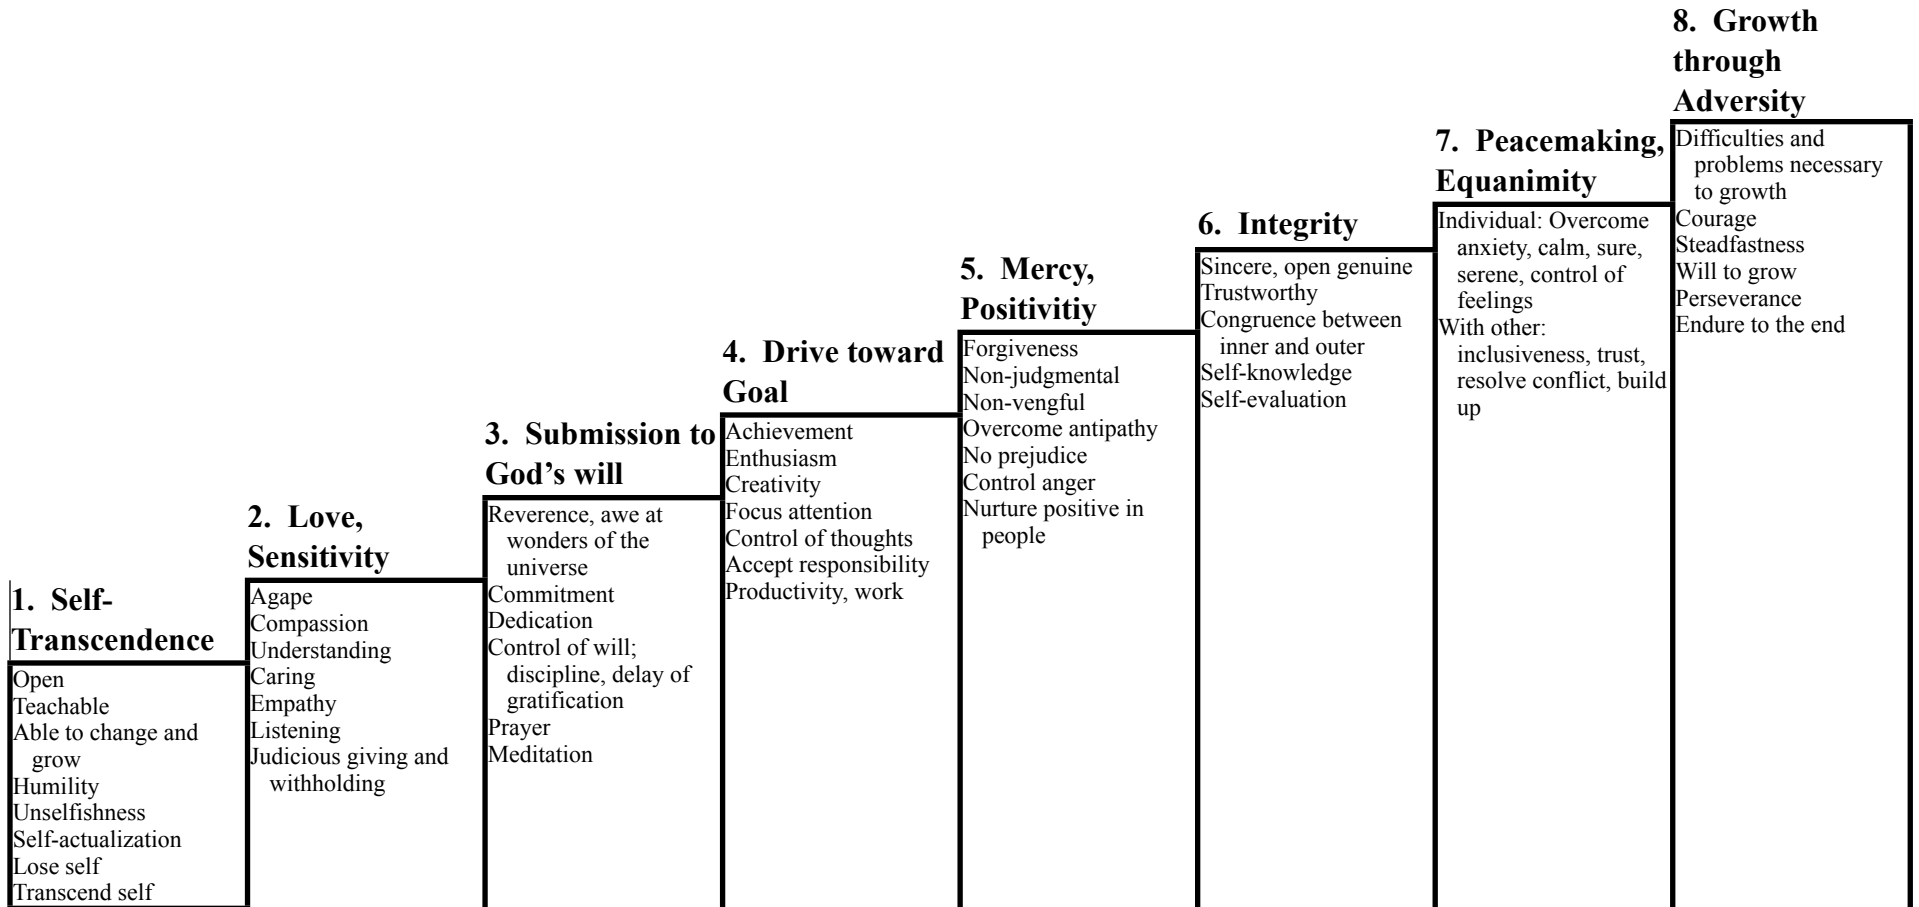 1. Self-
Transcendence
Open
Teachable
Able to change and
grow
Humility
Unselfishness
Self-actualization
Lose self
Transcend self
2. Love,
Sensitivity
Agape
Compassion
Understanding
Caring
Empathy
Listening
Judicious giving and
withholding
3. Submission to
God’s will
Reverence, awe at
wonders of the
universe
Commitment
Dedication
Control of will;
discipline, delay of
gratification
Prayer
Meditation
4. Drive toward
Goal
Achievement
Enthusiasm
Creativity
Focus attention
Control of thoughts
Accept responsibility
Productivity, work
5. Mercy,
Positivitiy
Forgiveness
Non-judgmental
Non-vengful
Overcome antipathy
No prejudice
Control anger
Nurture positive in
people
6. Integrity
Sincere, open genuine
Trustworthy
Congruence between
inner and outer
Self-knowledge
Self-evaluation
7. Peacemaking,
Equanimity
Individual: Overcome
anxiety, calm, sure,
serene, control of
feelings
With other:
inclusiveness, trust,
resolve conflict, build
up
8. Growth
through
Adversity
Difficulties and
problems necessary
to growth
Courage
Steadfastness
Will to grow
Perseverance
Endure to the end